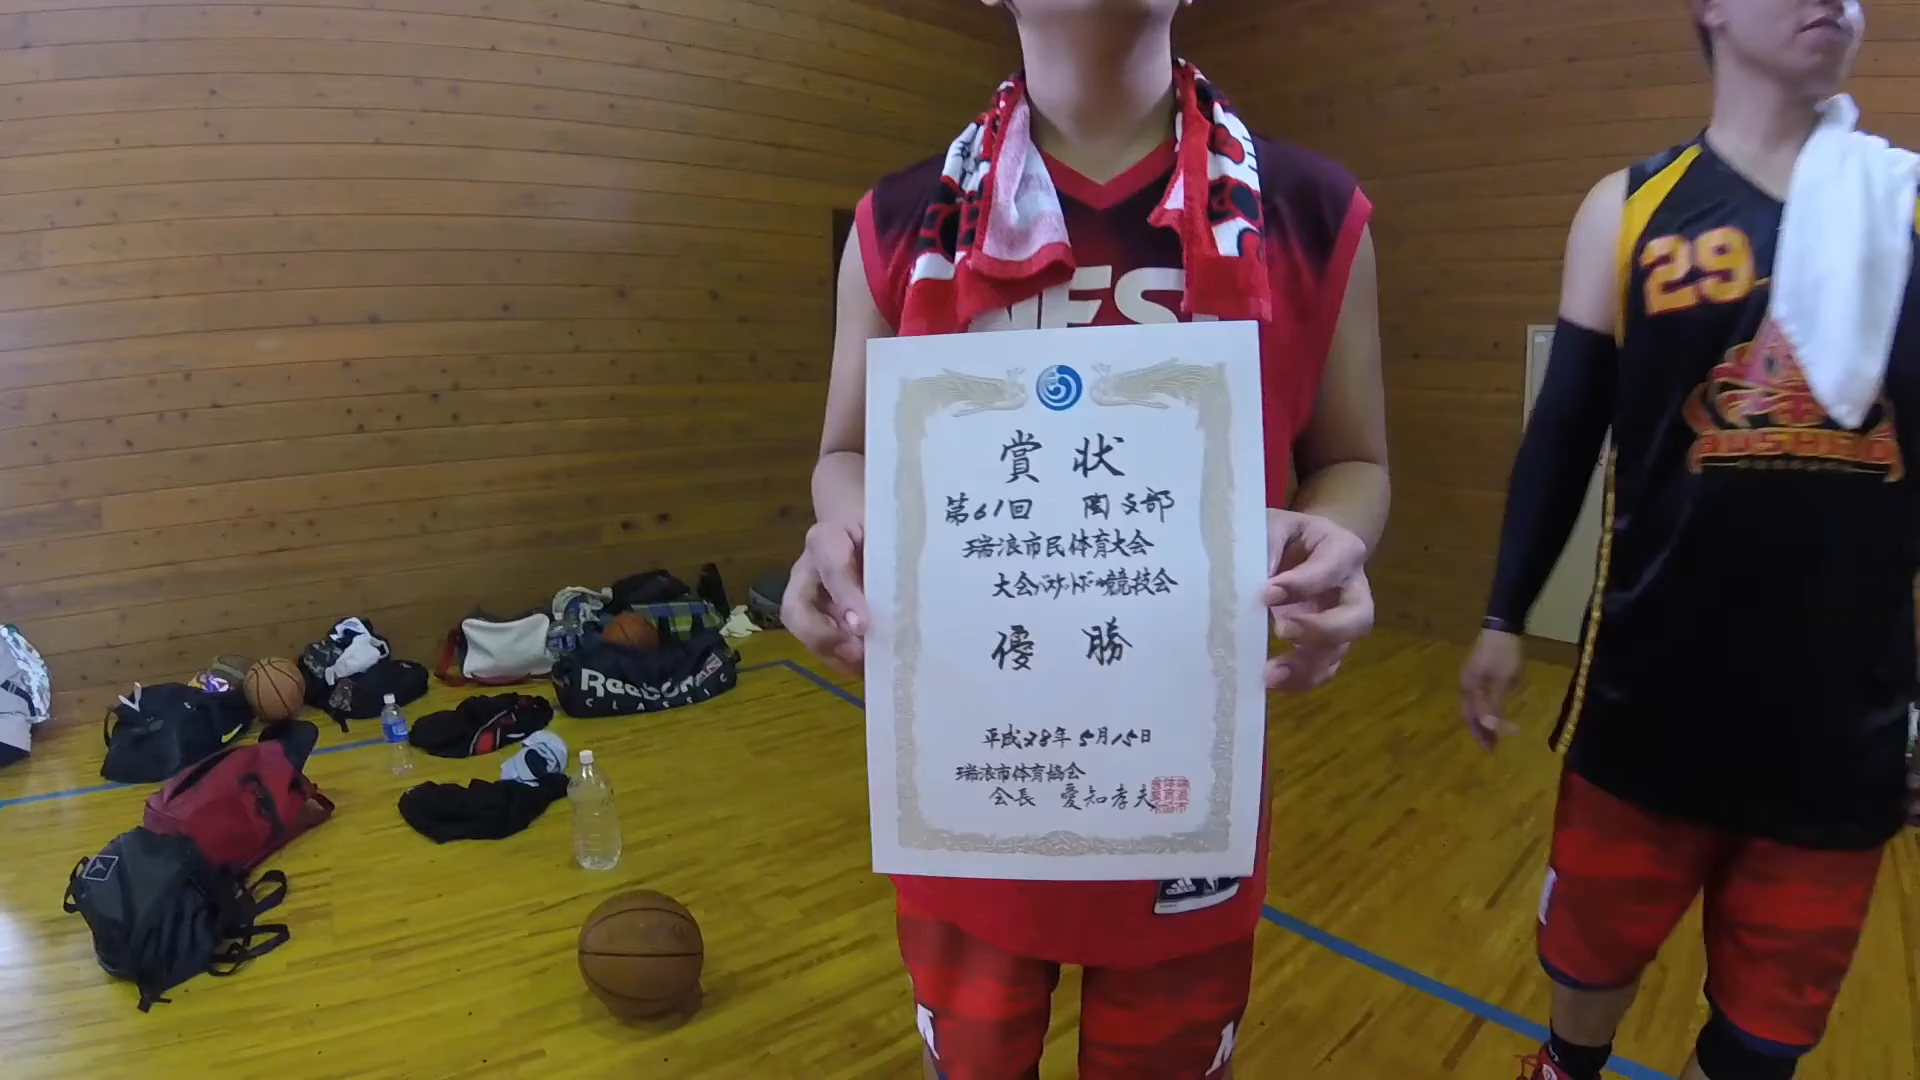 賞状
第61回 陶支部
瑞浪市民体育大会
大会バスケットボール競技会
優勝
平成28年5月15日
瑞浪市体育協会
会長 愛知孝夫
29
Reebok
CLASSIC